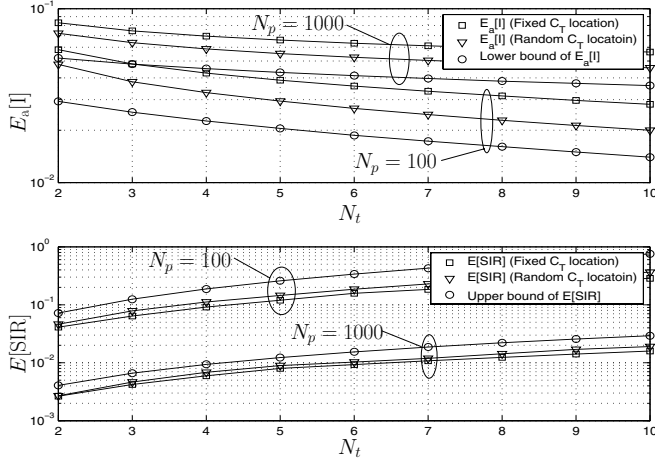 10^{-1}
N_p = 1000
E_a[I] (Fixed C_T location)
E_a[I] (Random C_T locatoin)
Lower bound of E_a[I]
E_a[I]
N_p = 100
10^{-2}
2 3 4 5 6 7 8 9 10
N_t
10^0
N_p = 100
E[SIR] (Fixed C_T location)
E[SIR] (Random C_T locatoin)
Upper bound of E[SIR]
10^{-1}
E[SIR]
N_p = 1000
10^{-2}
10^{-3}
2 3 4 5 6 7 8 9 10
N_t